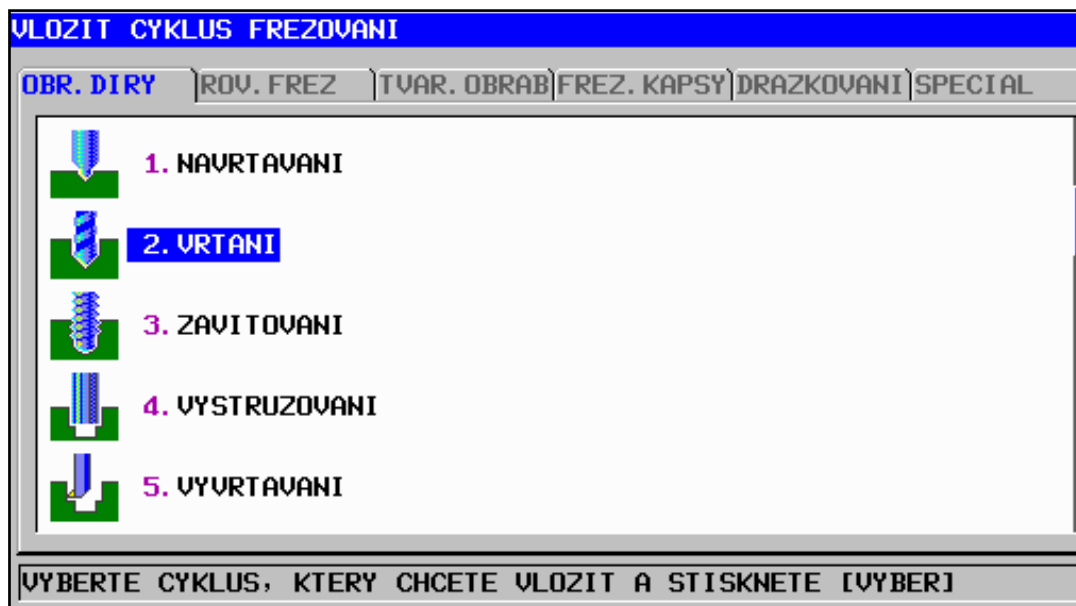 VLOZIT CYKLUS FREZOVANI
OBR.DIRY ROV.FREZ TVAR.OBRAB FREZ.KAPSY DRAZKOVANI SPECIAL
1. NAVRTAVANI
2. VRTANI
3. ZAVITOVANI
4. VYSTRUZOVANI
5. VYVRTAVANI
VYBERTE CYKLUS, KTERY CHCETE VLOZIT A STISKNETE [VYBER]